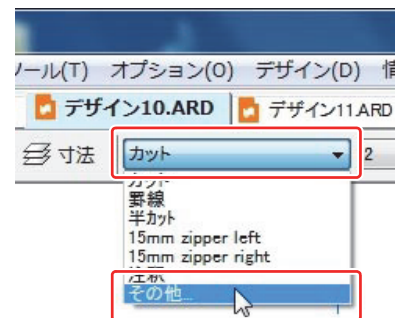 ツール(T) オプション(O) デザイン(D) 情
デザイン10.ARD デザイン11.ARD
寸法 カット 2
カット
罫線
半カット
15mm zipper left
15mm zipper right
注釈
その他...